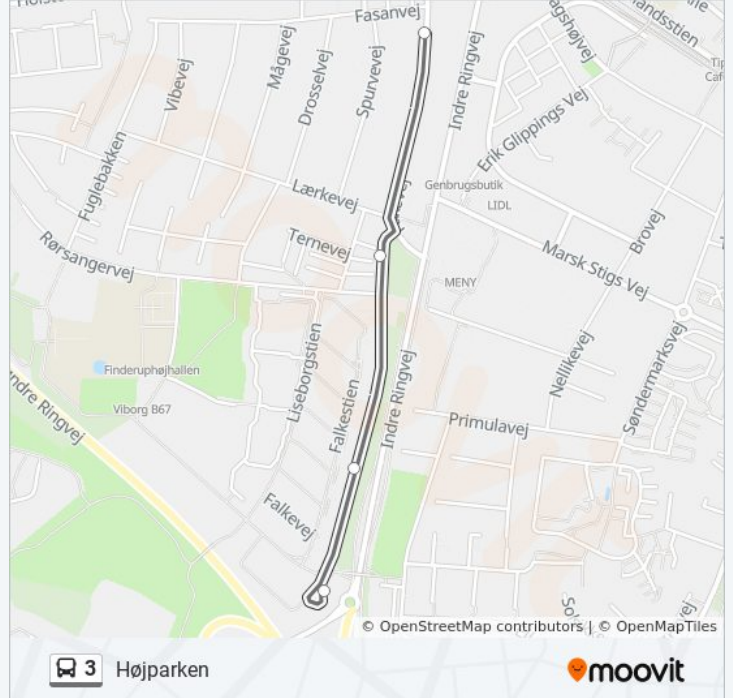 Fasanvej
Indre Ringvej
Mågevej
Drosselvej
Spurvevej
Vibevej
Fuglebakken
Erik Glippings Vej
Lærkevej
Genbrugsbutik
LIDL
Ternevej
Rørsangervej
Marsk Stigs Vej
Brovej
MENY
Liseborgstien
Falkestien
Indre Ringvej
Nellikevej
Søndermarksvej
Finderuphøjhallen
Viborg B67
Primulavej
Falkevej
© OpenStreetMap contributors | © OpenMapTiles
3 Højparken
moovit